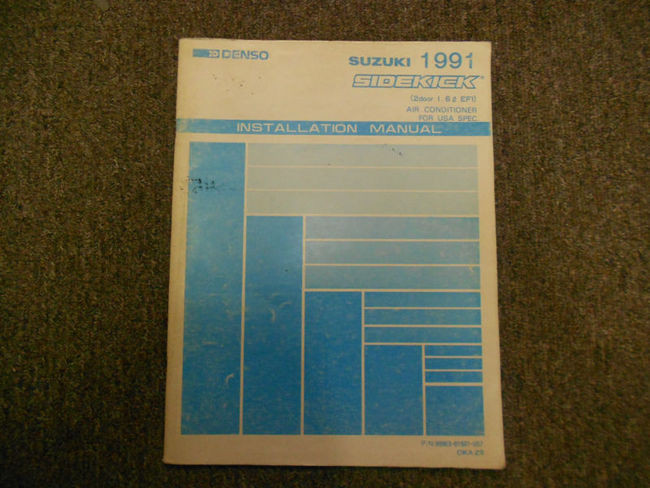 DENSO
SUZUKI 1991
SIDEKICK
(2door 1.6ℓ EFI)
AIR CONDITIONER
FOR USA SPEC.
INSTALLATION MANUAL